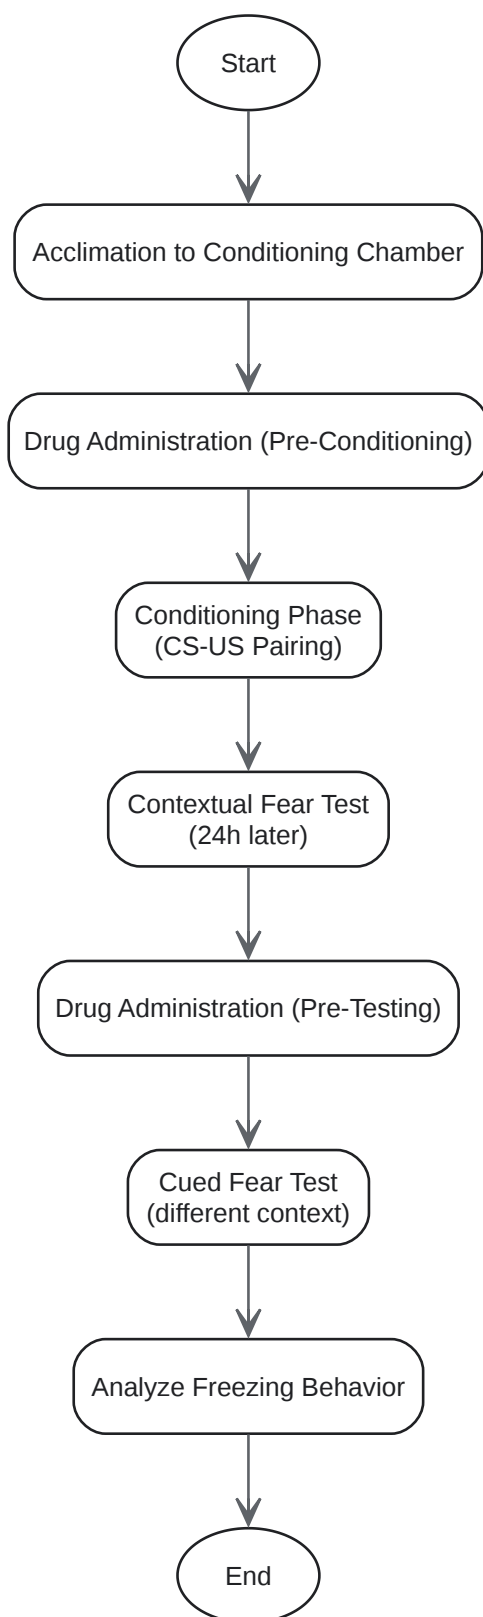 Start
Acclimation to Conditioning Chamber
Drug Administration (Pre-Conditioning)
Conditioning Phase
(CS-US Pairing)
Contextual Fear Test
(24h later)
Drug Administration (Pre-Testing)
Cued Fear Test
(different context)
Analyze Freezing Behavior
End